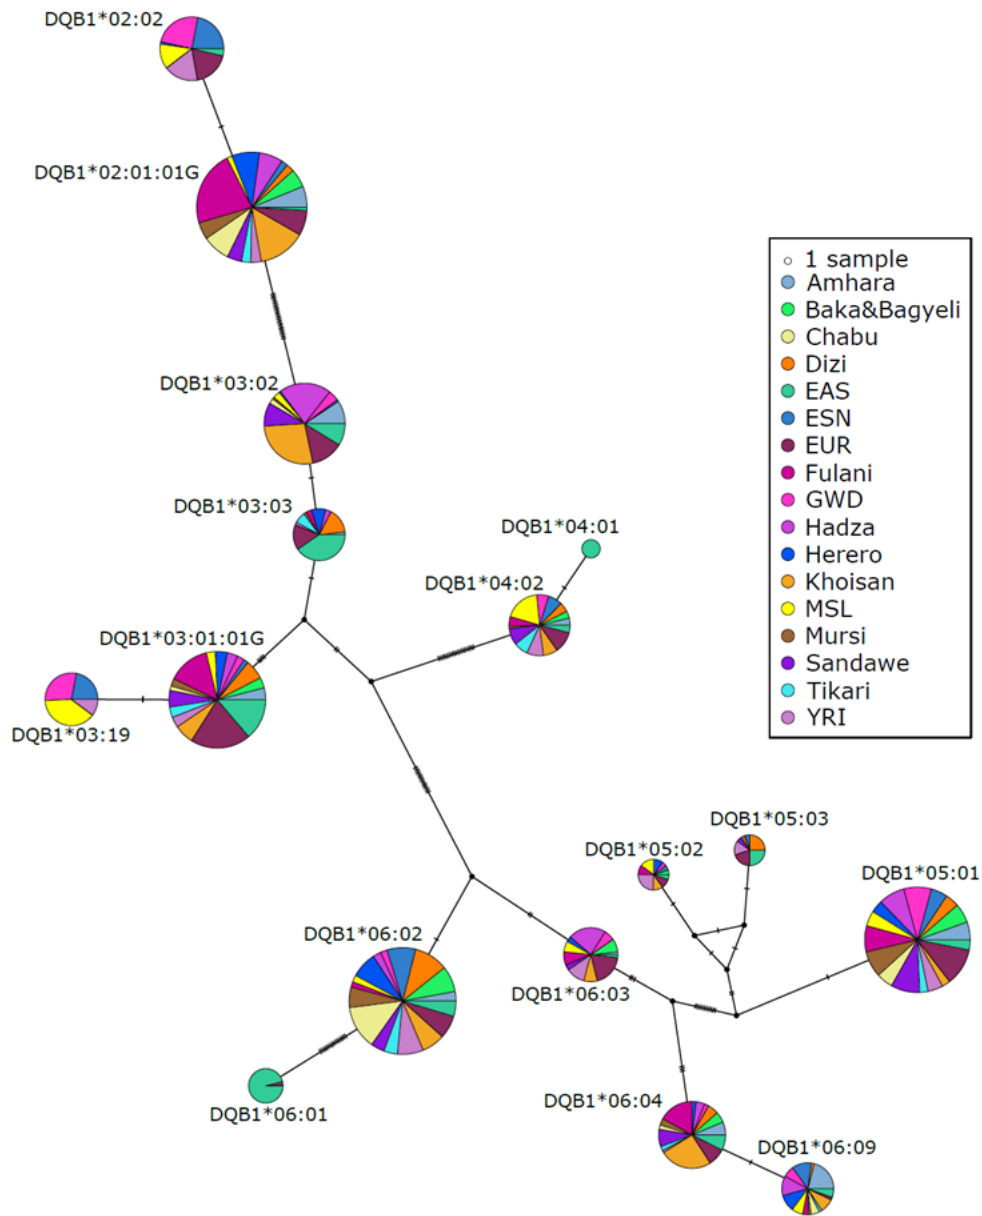 DQB1*02:02
DQB1*02:01:01G
DQB1*03:02
DQB1*03:03
DQB1*04:01
DQB1*04:02
DQB1*03:01:01G
DQB1*03:19
DQB1*05:03
DQB1*05:02
DQB1*05:01
DQB1*06:02
DQB1*06:03
DQB1*06:01
DQB1*06:04
DQB1*06:09
1 sample
Amhara
Baka&Bagyeli
Chabu
Dizi
EAS
ESN
EUR
Fulani
GWD
Hadza
Herero
Khoisan
MSL
Mursi
Sandawe
Tikari
YRI